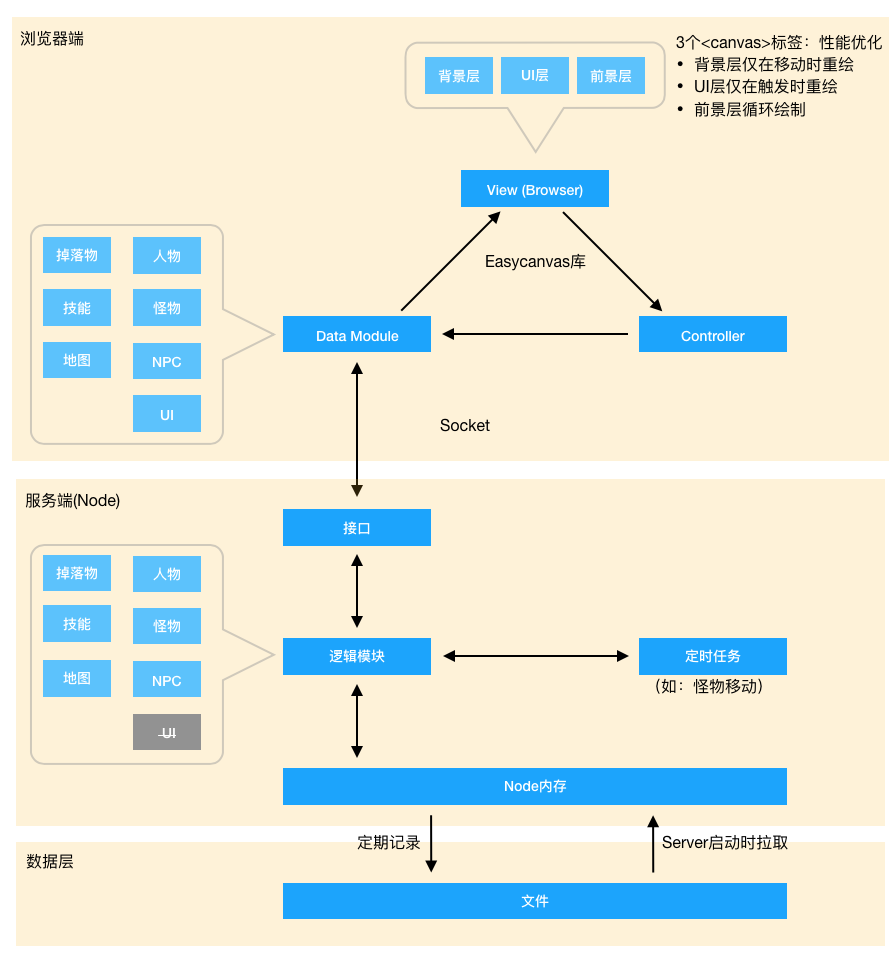 浏览器端
3个<canvas>标签：性能优化
• 背景层仅在移动时重绘
• UI层仅在触发时重绘
• 前景层循环绘制
背景层 UI层 前景层
View (Browser)
Easycanvas库
掉落物 人物
技能 怪物
地图 NPC
UI
Data Module
Controller
Socket
服务端(Node)
接口
掉落物 人物
技能 怪物
地图 NPC
UI
逻辑模块
定时任务
（如：怪物移动）
Node内存
定期记录
Server启动时拉取
数据层
文件